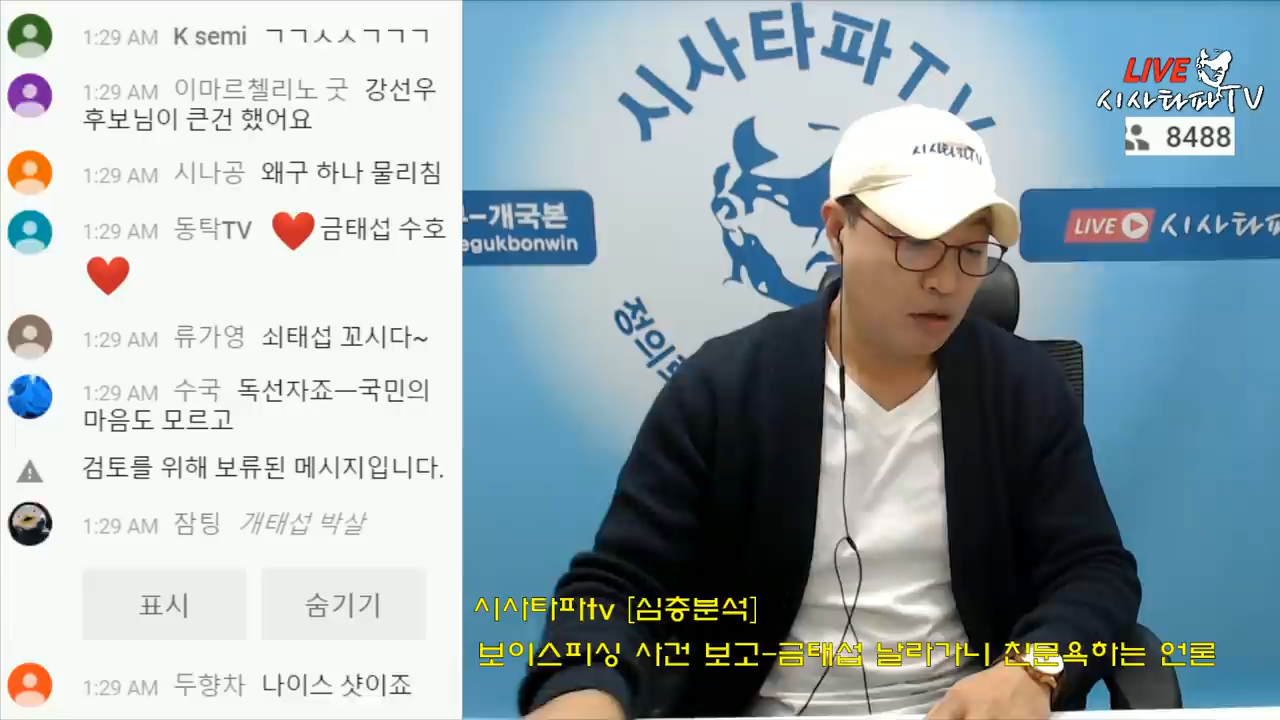 1:29 AM K semi ㄱㄱㅅㅅㄱㄱㄱ
1:29 AM 이마르첼리노 굿 강선우
후보님이 큰건 했어요
1:29 AM 시나공 왜구 하나 물리침
1:29 AM 동탁TV ❤️금태섭 수호
❤️
1:29 AM 류가영 쇠태섭 꼬시다~
1:29 AM 수국 독선자죠—국민의
마음도 모르고
검토를 위해 보류된 메시지입니다.
1:29 AM 잠팅 개태섭 박살
표시 숨기기
1:29 AM 두향차 나이스 샷이죠
시사타파TV
LIVE
시사타파TV
8488
-개국본
egukbonwin
LIVE 시사타파
시사타파TV
정의
시사타파tv [심층분석]
보이스피싱 사건 보고-금태섭 날라가니 친문욕하는 언론